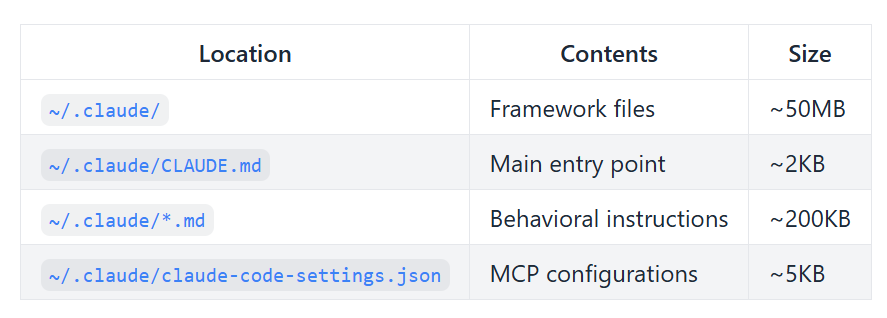 Location Contents Size
~/.claude/ Framework files ~50MB
~/.claude/CLAUDE.md Main entry point ~2KB
~/.claude/*.md Behavioral instructions ~200KB
~/.claude/claude-code-settings.json MCP configurations ~5KB